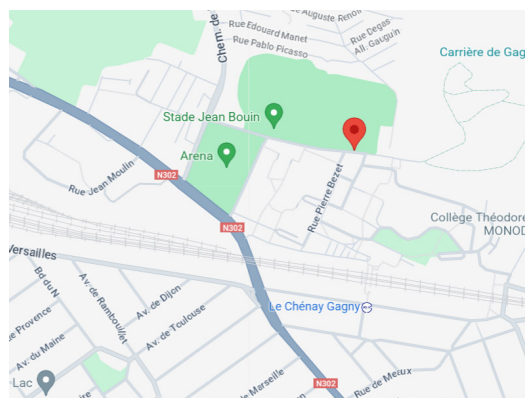 Rue Auguste Renoir
Rue Edouard Manet
Rue Degas
Rue Pablo Picasso
All. Gauguin
Chem. de
Carrière de Gag
Stade Jean Bouin
Arena
N302
Rue Jean Moulin
Rue Pierre Bezet
Collège Théodore
MONOD
N302
Versailles
Bd du N
Av. de Rambouillet
Av. de Dijon
Le Chénay Gagny
de Provence
Av. de Toulouse
Av. du Maine
Lac
de Marseille
N302
Rue de Meaux